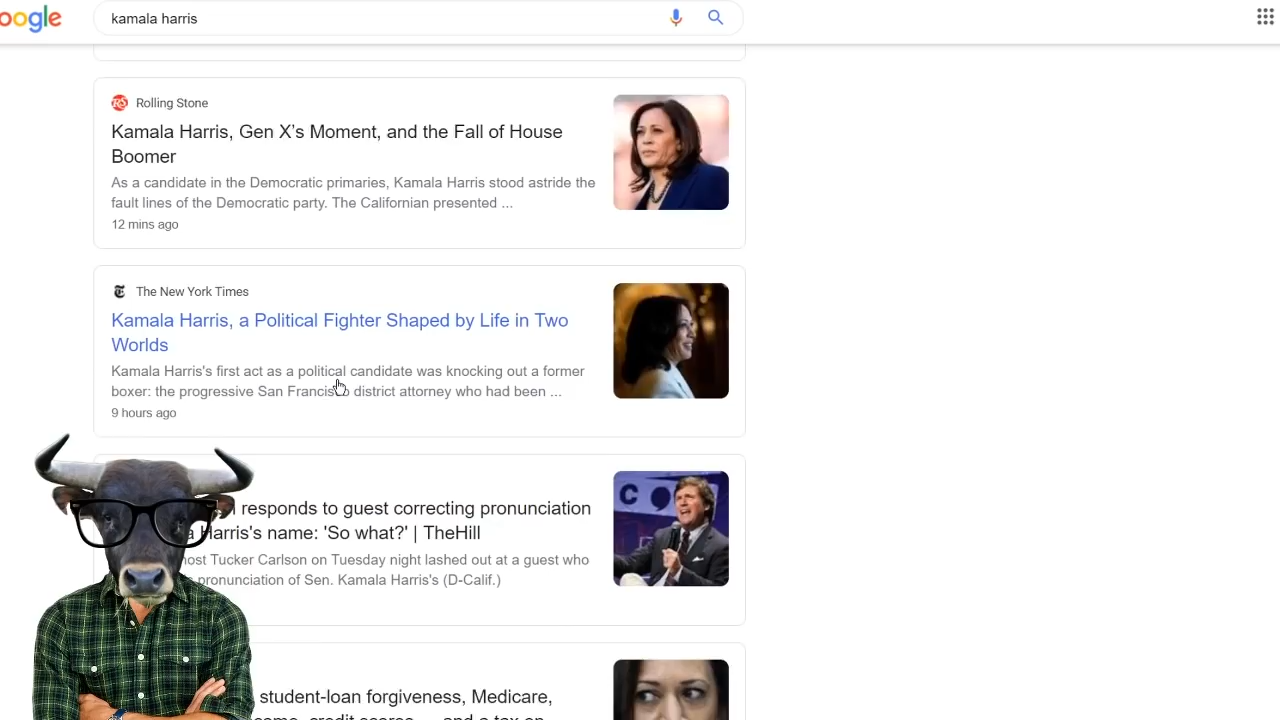 oogle
kamala harris
Rolling Stone
Kamala Harris, Gen X's Moment, and the Fall of House
Boomer
As a candidate in the Democratic primaries, Kamala Harris stood astride the
fault lines of the Democratic party. The Californian presented ...
12 mins ago
The New York Times
Kamala Harris, a Political Fighter Shaped by Life in Two
Worlds
Kamala Harris's first act as a political candidate was knocking out a former
boxer: the progressive San Francisco district attorney who had been ...
9 hours ago
responds to guest correcting pronunciation
Harris's name: 'So what?' | TheHill
host Tucker Carlson on Tuesday night lashed out at a guest who
pronunciation of Sen. Kamala Harris's (D-Calif.)
student-loan forgiveness, Medicare,